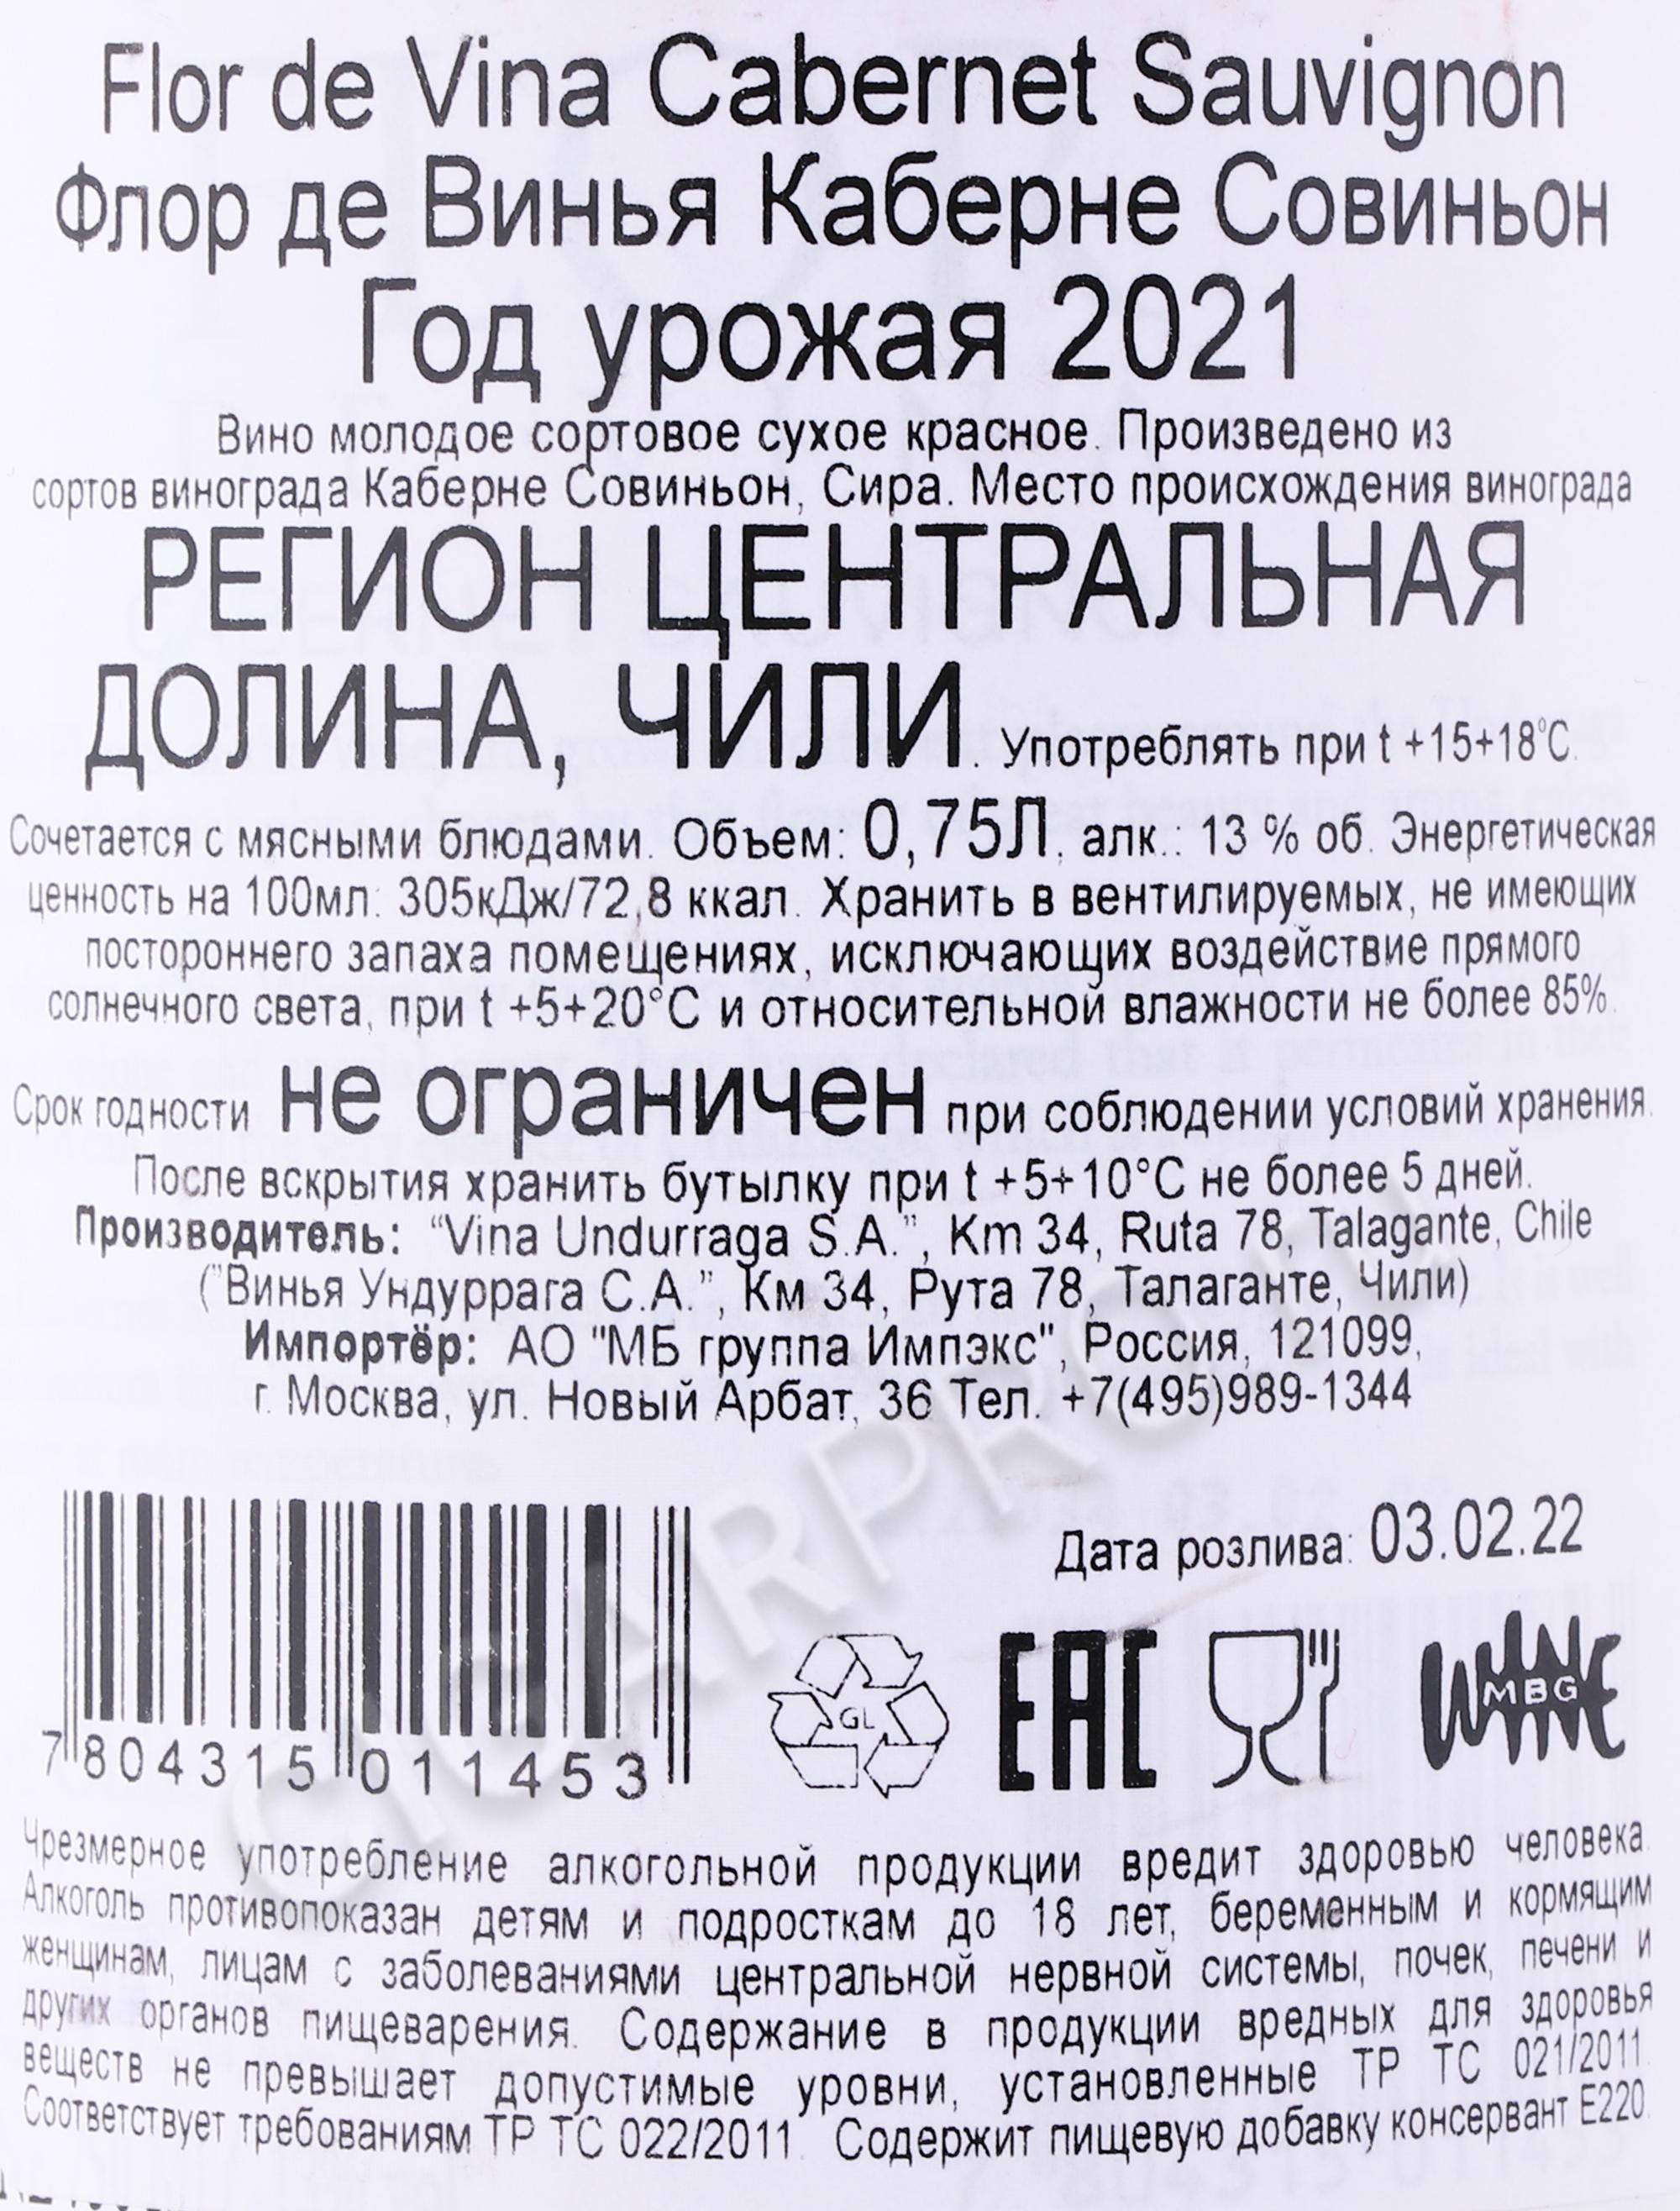 Flor de Vina Cabernet Sauvignon
Флор де Винья Каберне Совиньон
Год урожая 2021
Вино молодое сортовое сухое красное. Произведено из
сортов винограда Каберне Совиньон, Сира. Место происхождения винограда
РЕГИОН ЦЕНТРАЛЬНАЯ
ДОЛИНА, ЧИЛИ. Употреблять при t +15+18°С.
Сочетается с мясными блюдами. Объем: 0,75Л, алк.: 13 % об. Энергетическая
ценность на 100мл: 305кДж/72,8 ккал. Хранить в вентилируемых, не имеющих
постороннего запаха помещениях, исключающих воздействие прямого
солнечного света, при t +5+20°С и относительной влажности не более 85%.
Срок годности не ограничен при соблюдении условий хранения.
После вскрытия хранить бутылку при t +5+10°С не более 5 дней.
Производитель: “Vina Undurraga S.A.”, Km 34, Ruta 78, Talagante, Chile
("Винья Ундуррага С.А.”, Км 34, Рута 78, Талаганте, Чили)
Импортёр: АО "МБ группа Импэкс", Россия, 121099,
г. Москва, ул. Новый Арбат, 36 Тел. +7(495)989-1344
Дата розлива: 03.02.22
7 804315 011453
GL
EAC
WINE
MBG
CIGARPRO.ru
Чрезмерное употребление алкогольной продукции вредит здоровью человека.
Алкоголь противопоказан детям и подросткам до 18 лет, беременным и кормящим
женщинам, лицам с заболеваниями центральной нервной системы, почек, печени и
других органов пищеварения. Содержание в продукции вредных для здоровья
веществ не превышает допустимые уровни, установленные ТР ТС 021/2011.
Соответствует требованиям ТР ТС 022/2011. Содержит пищевую добавку консервант Е220.